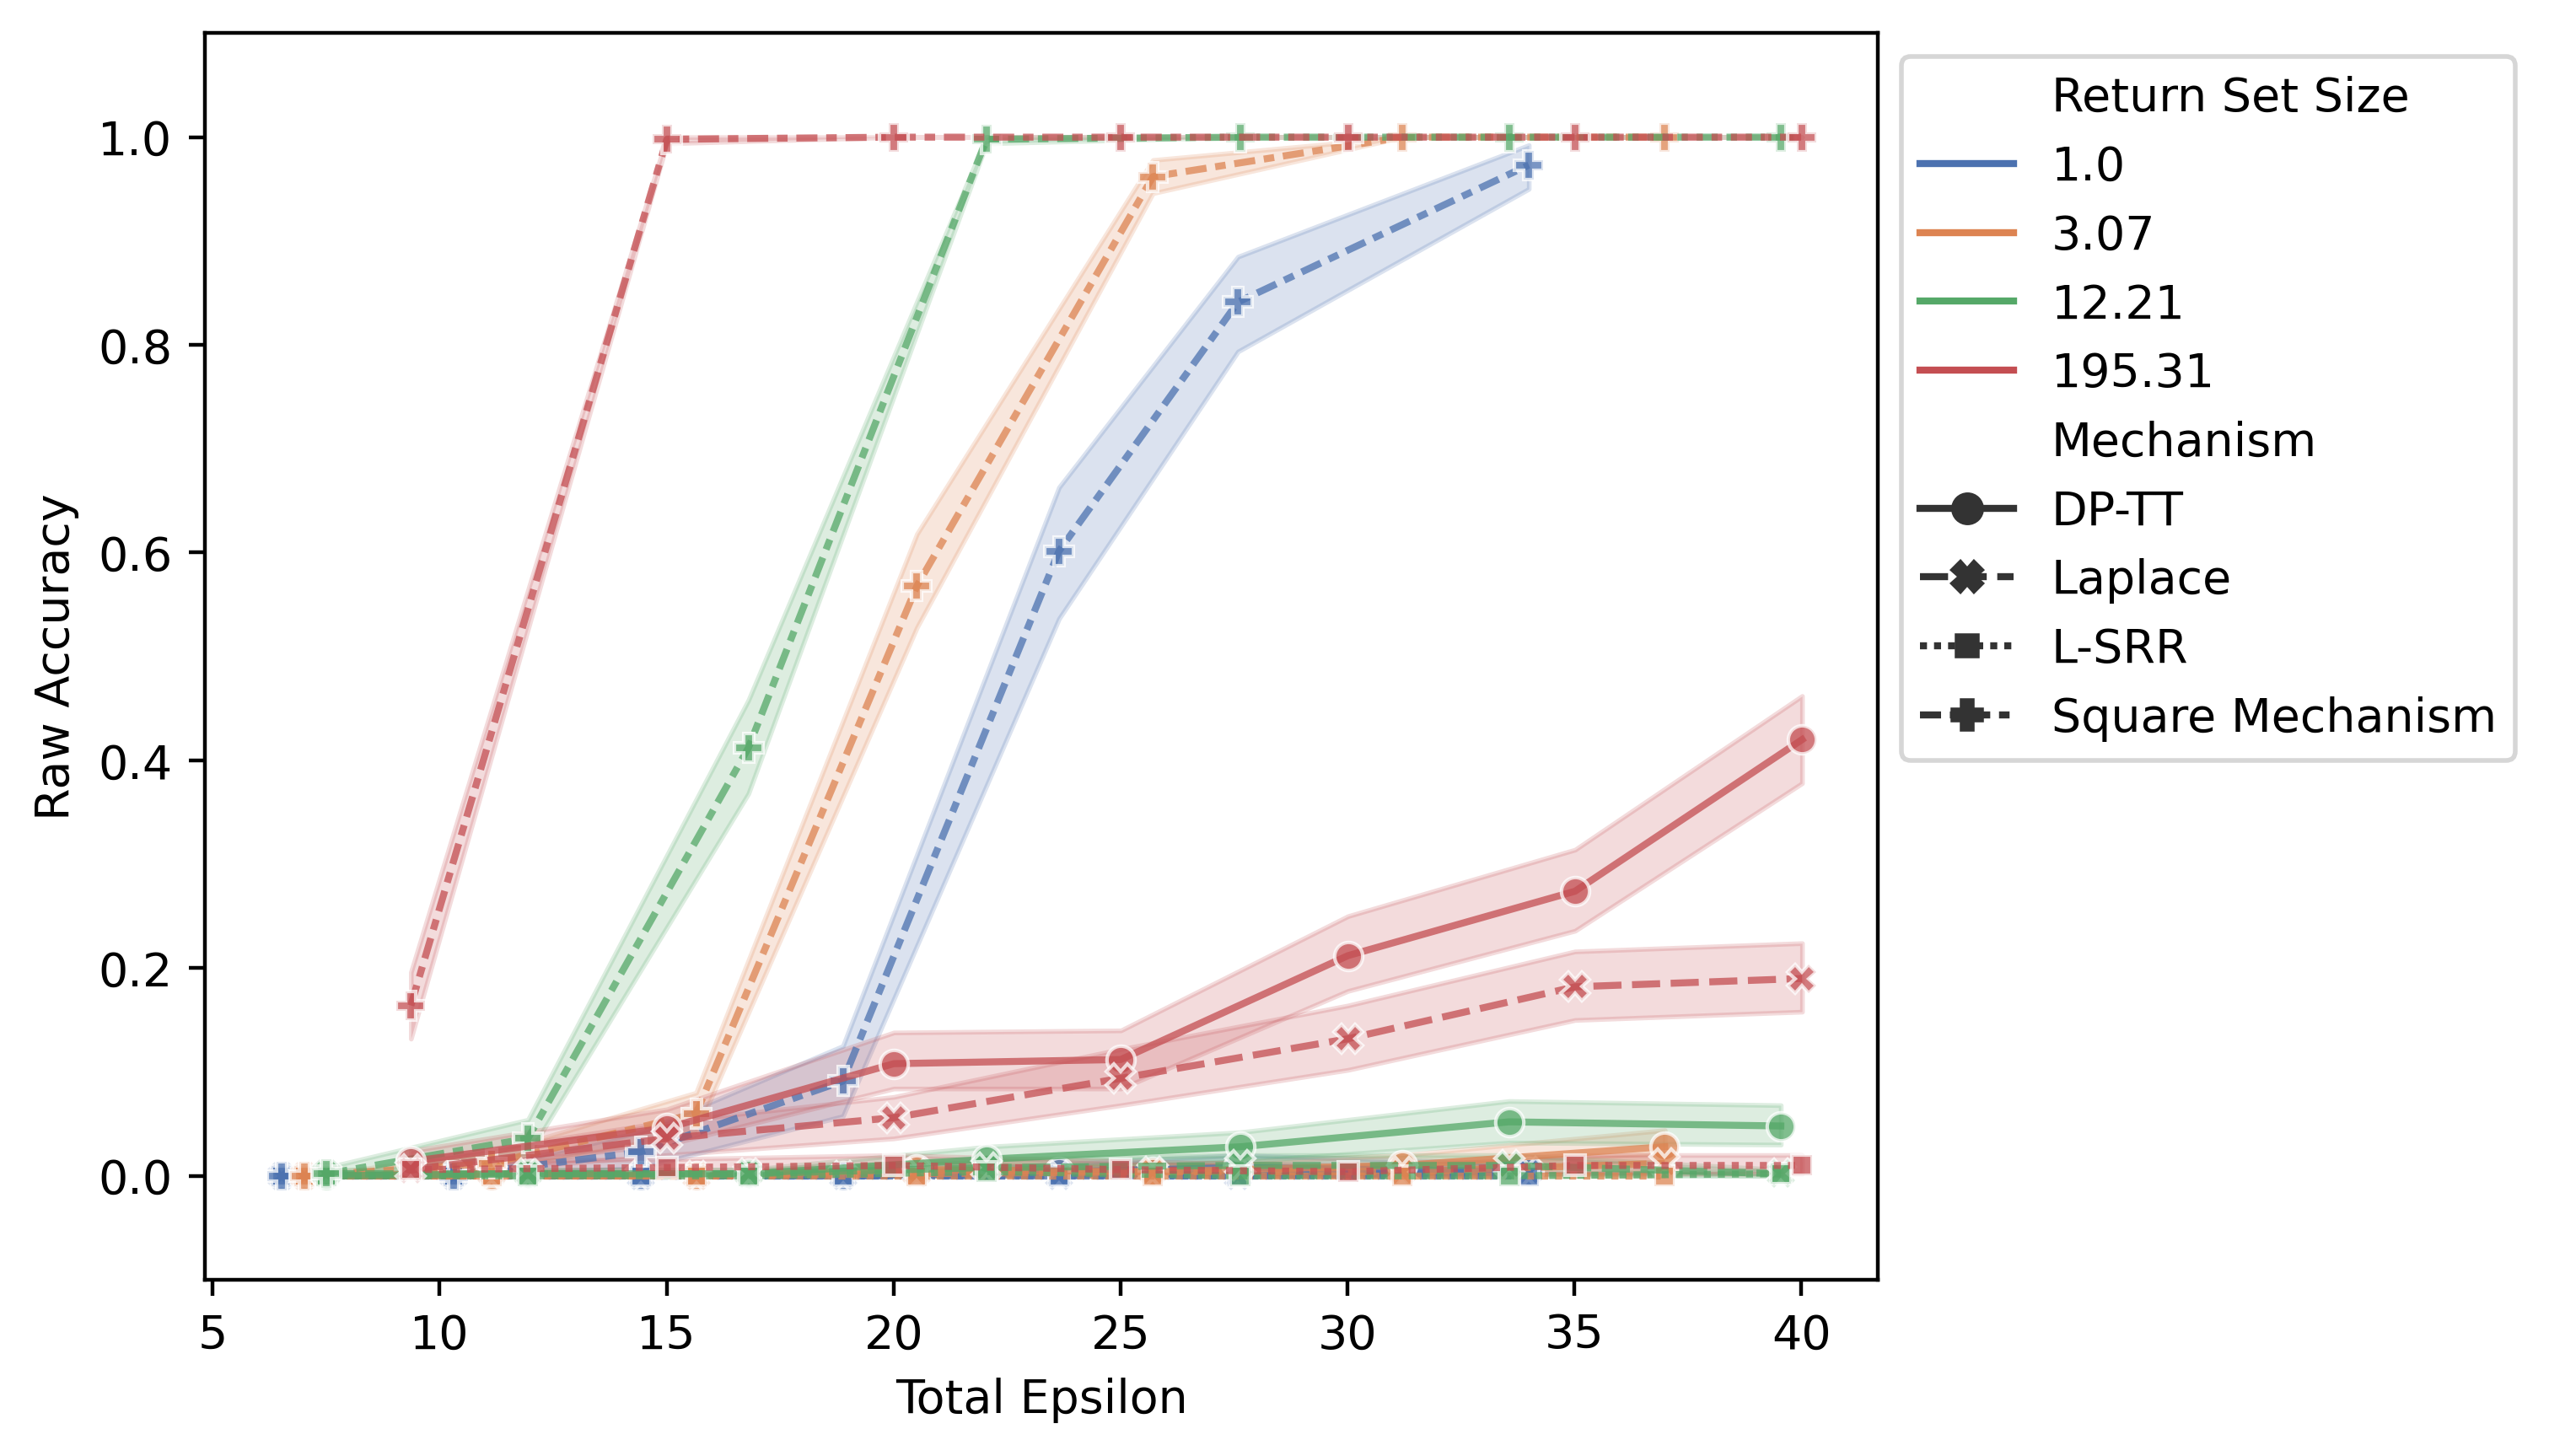 Raw Accuracy
1.0
0.8
0.6
0.4
0.2
0.0
5 10 15 20 25 30 35 40
Total Epsilon
Return Set Size
1.0
3.07
12.21
195.31
Mechanism
DP-TT
Laplace
L-SRR
Square Mechanism